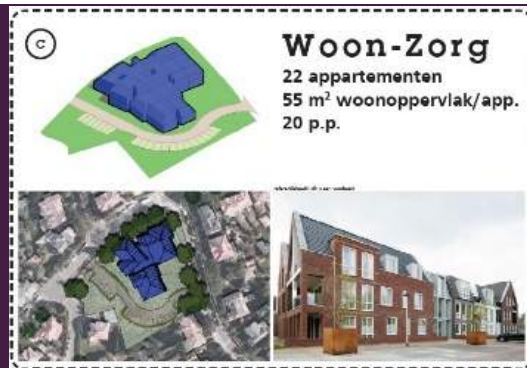 C
Woon-Zorg
22 appartementen
55 m² woonoppervlak/app.
20 p.p.